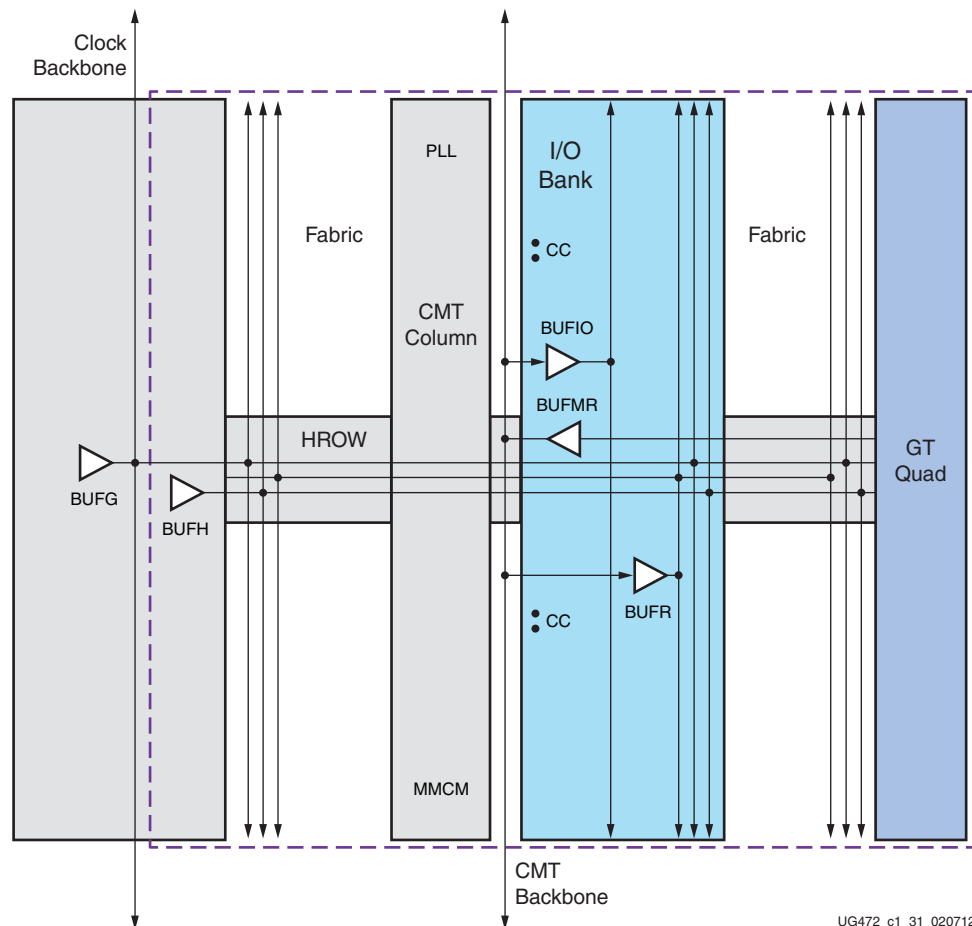 Clock
Backbone
PLL
I/O
Bank
Fabric
Fabric
CC
CMT
Column
BUFIO
BUFMR
HROW
GT
Quad
BUFG
BUFH
BUFR
CC
MMCM
CMT
Backbone
UG472_c1_31_020712